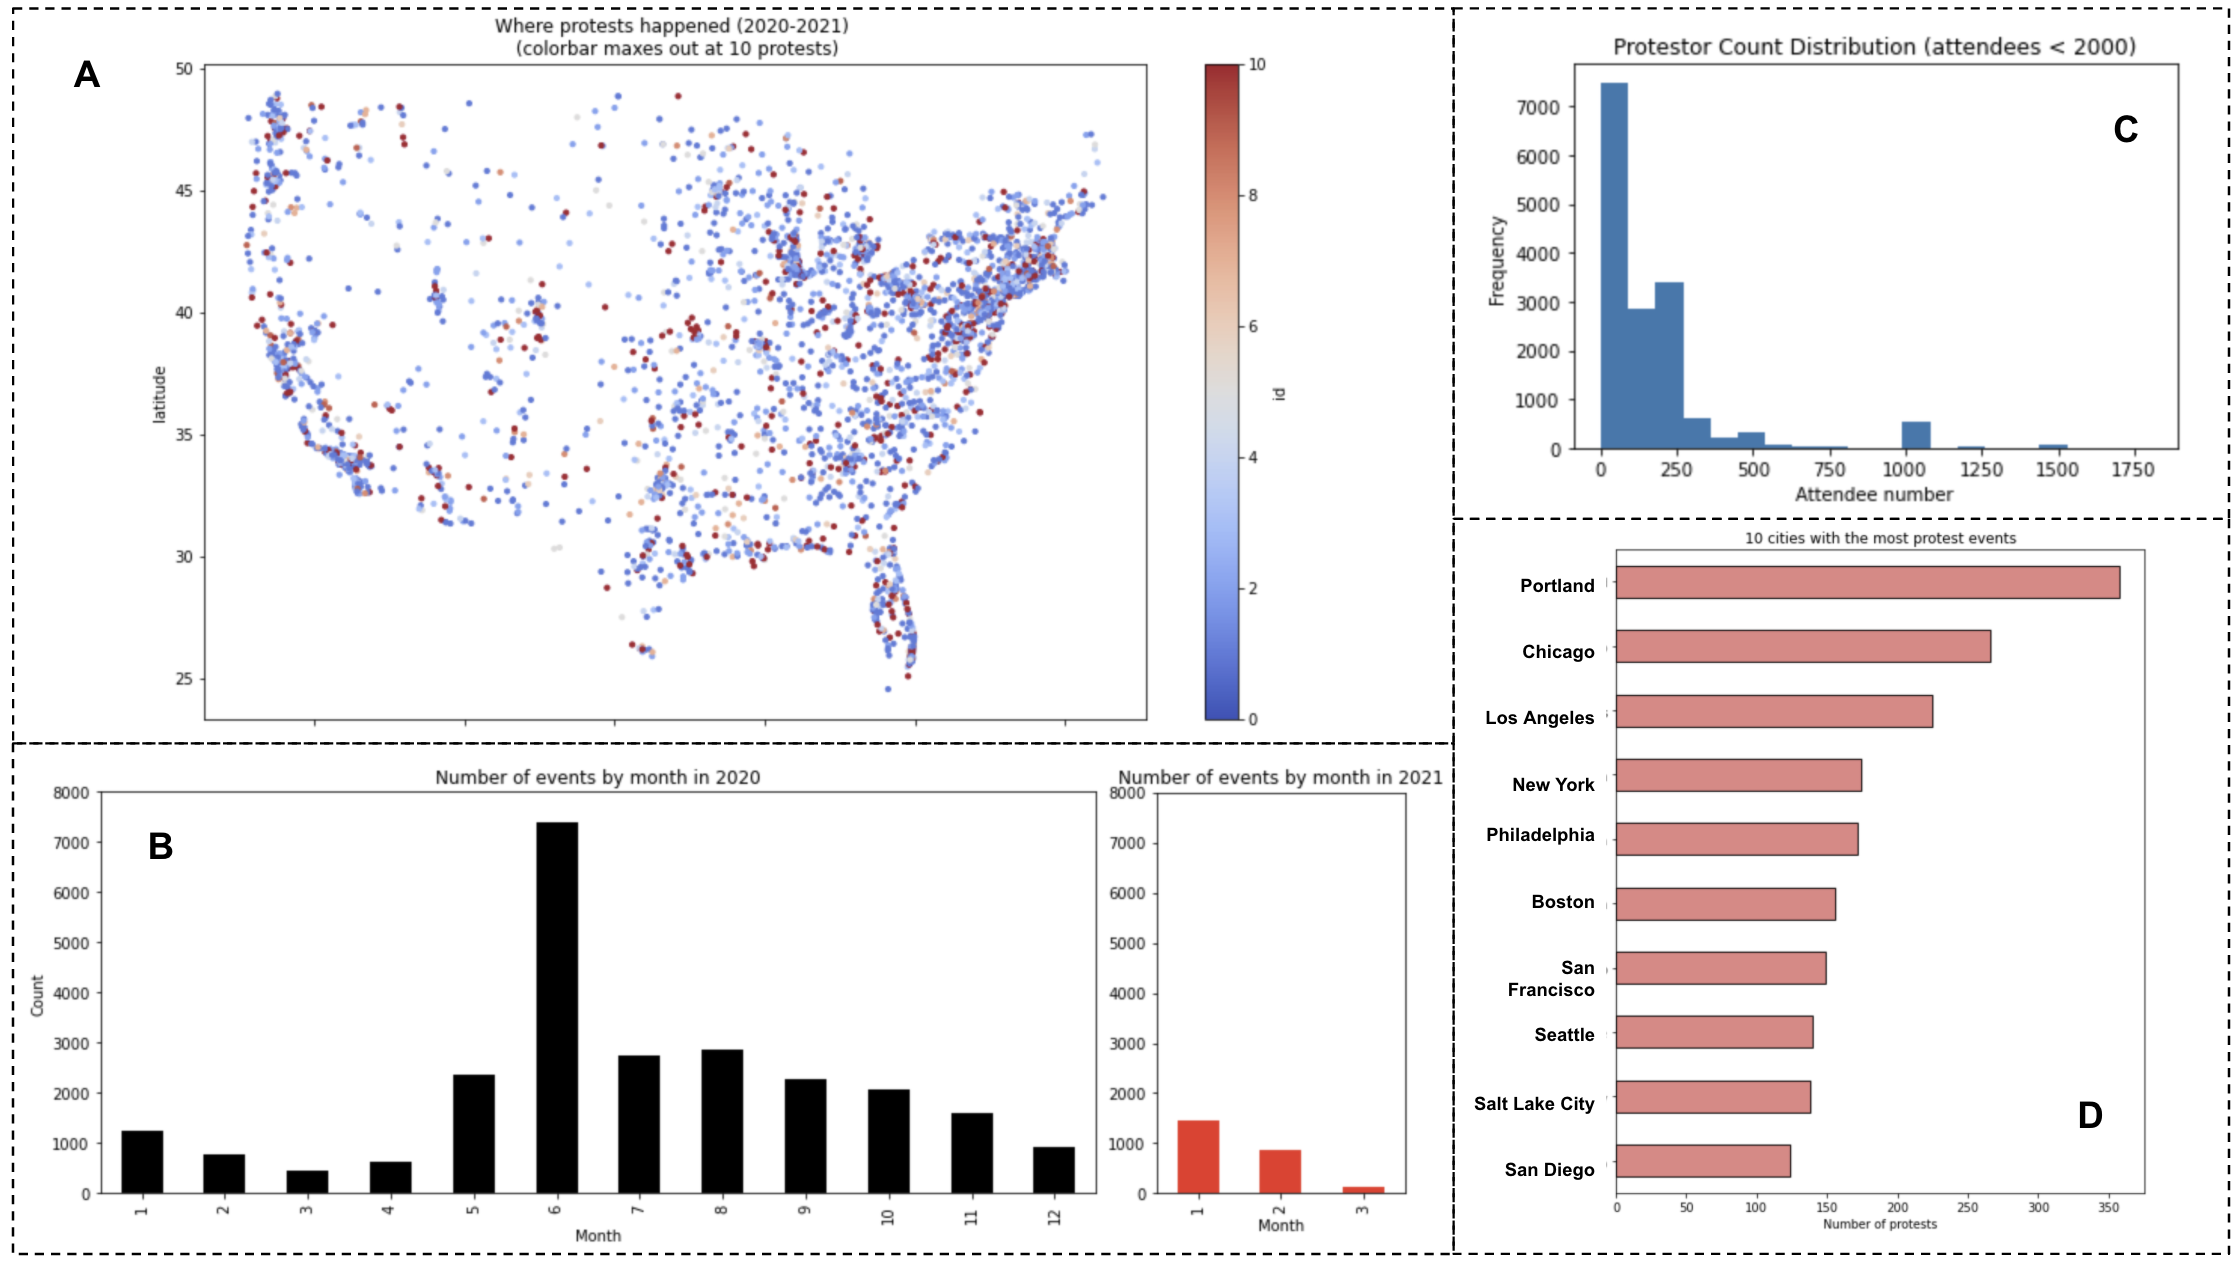 A
Where protests happened (2020-2021)
(colorbar maxes out at 10 protests)
50
45
40
35
30
25
latitude
10
8
6
4
2
0
id
B
Number of events by month in 2020
8000
7000
6000
5000
4000
3000
2000
1000
0
Count
1 2 3 4 5 6 7 8 9 10 11 12
Month
Number of events by month in 2021
8000
7000
6000
5000
4000
3000
2000
1000
0
1 2 3
Month
Protestor Count Distribution (attendees < 2000)
C
7000
6000
5000
4000
3000
2000
1000
0
Frequency
0 250 500 750 1000 1250 1500 1750
Attendee number
10 cities with the most protest events
Portland
Chicago
Los Angeles
New York
Philadelphia
Boston
San
Francisco
Seattle
Salt Lake City
San Diego
D
0 50 100 150 200 250 300 350
Number of protests